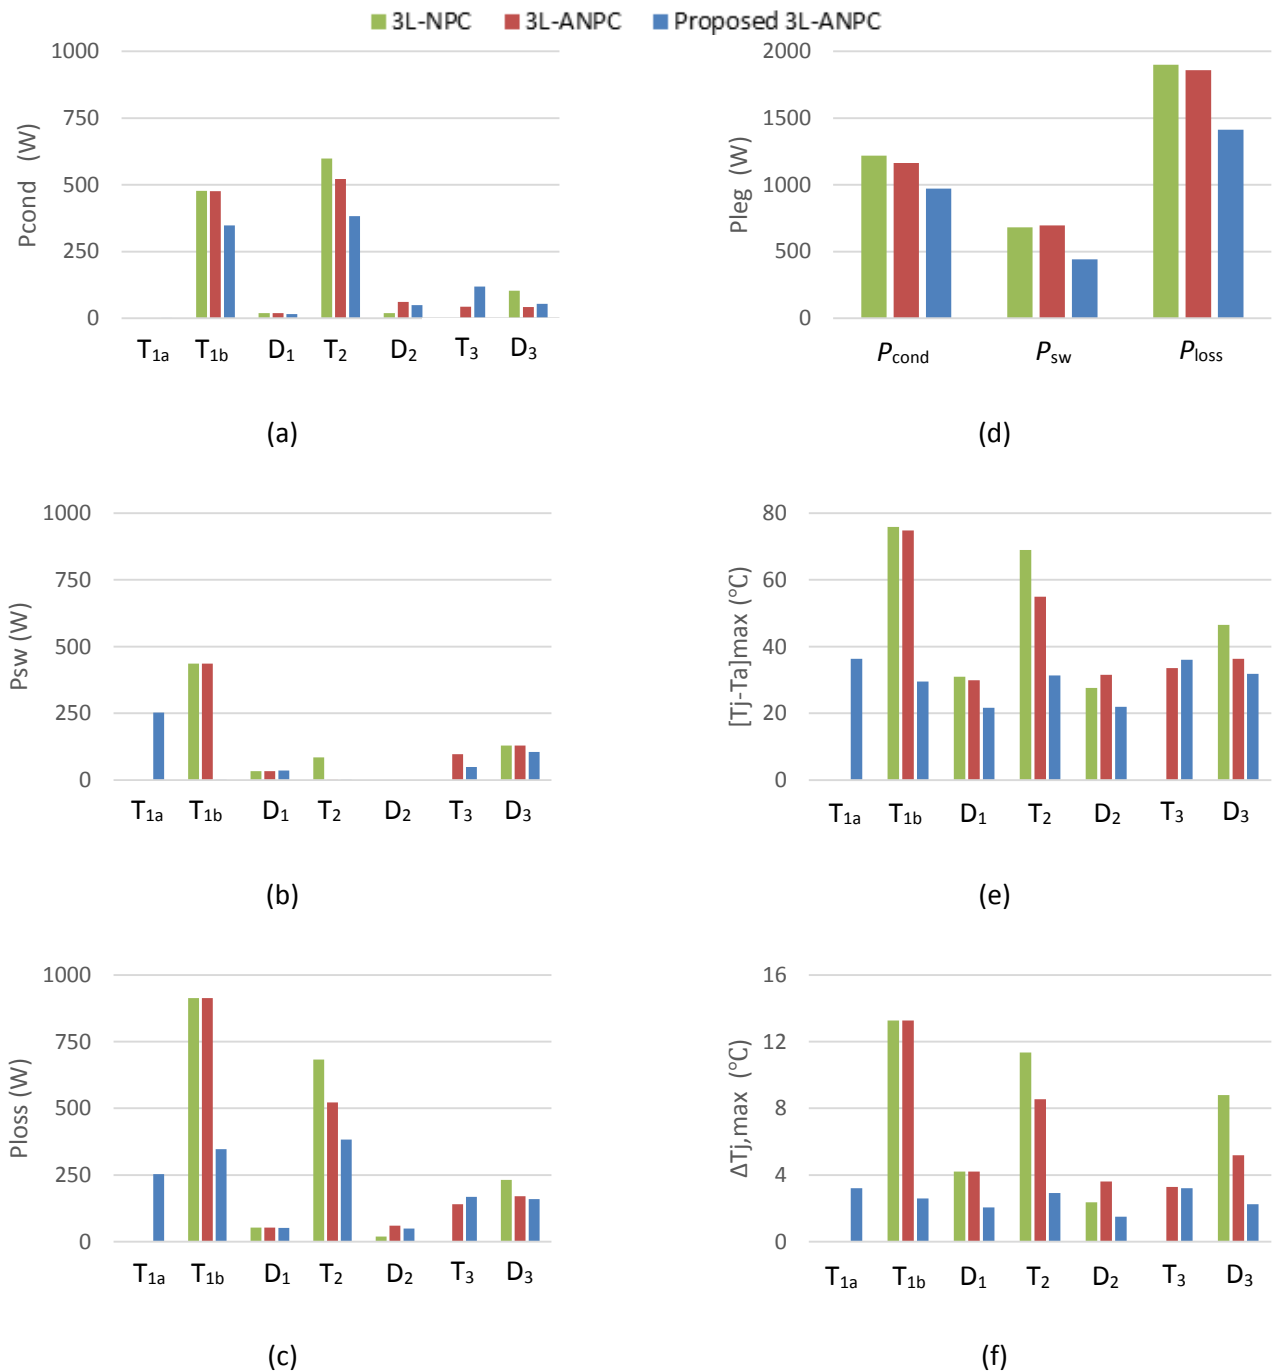 3L-NPC 3L-ANPC Proposed 3L-ANPC
1000
750
500
250
0
Pcond (W)
T1a T1b D1 T2 D2 T3 D3
(a)
2000
1500
1000
500
0
Pleg (W)
Pcond Psw Ploss
(d)
1000
750
500
250
0
Psw (W)
T1a T1b D1 T2 D2 T3 D3
(b)
80
60
40
20
0
[Tj-Ta]max (°C)
T1a T1b D1 T2 D2 T3 D3
(e)
1000
750
500
250
0
Ploss (W)
T1a T1b D1 T2 D2 T3 D3
(c)
16
12
8
4
0
ΔTj,max (°C)
T1a T1b D1 T2 D2 T3 D3
(f)